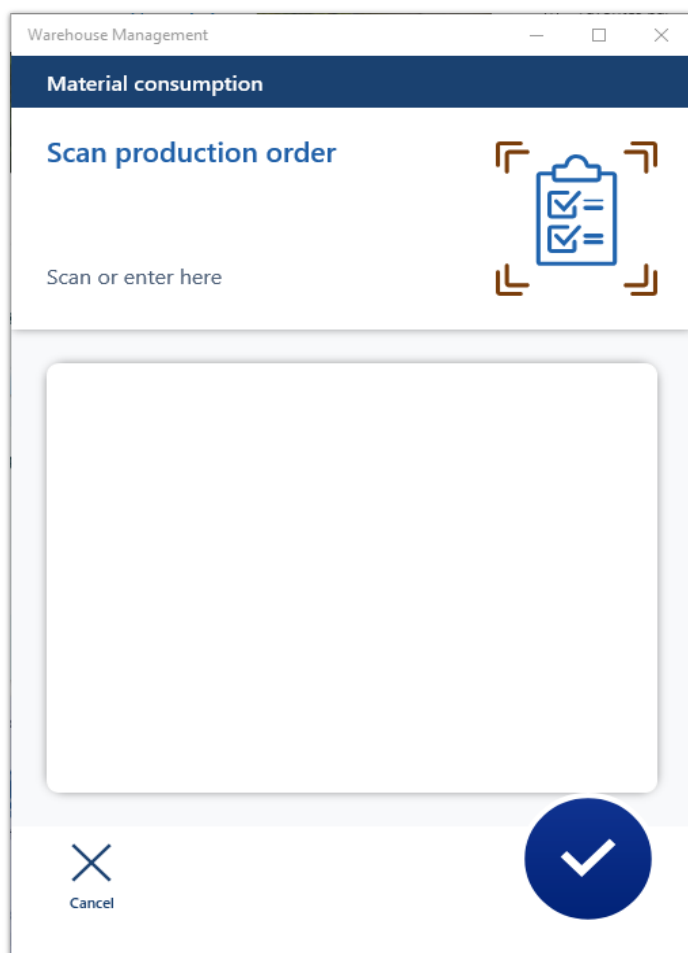 Warehouse Management
Material consumption
Scan production order
Scan or enter here
Cancel